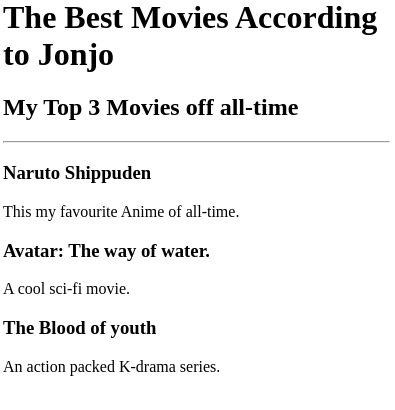 The Best Movies According
to Jonjo
My Top 3 Movies off all-time
Naruto Shippuden
This my favourite Anime of all-time.
Avatar: The way of water.
A cool sci-fi movie.
The Blood of youth
An action packed K-drama series.